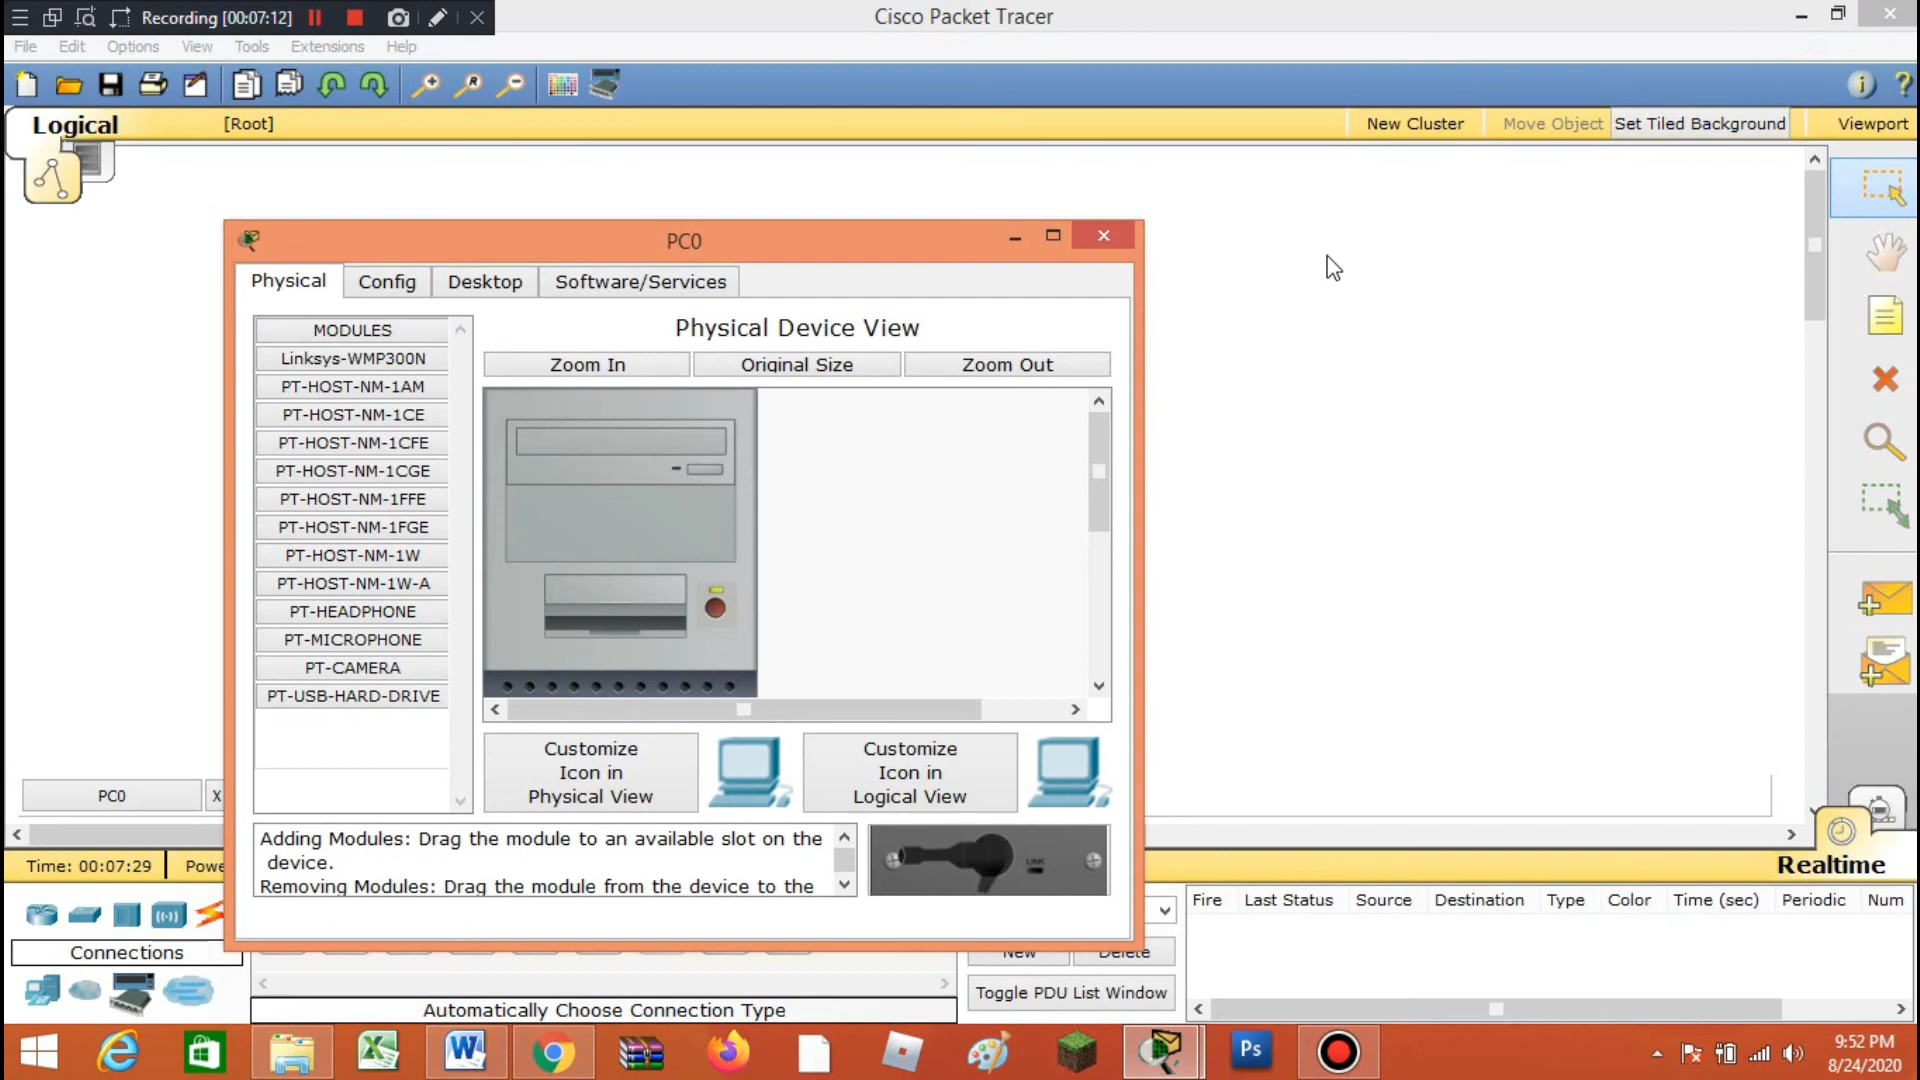 Recording [00:07:12]
Cisco Packet Tracer
File Edit Options View Tools Extensions Help
Logical
[Root]
New Cluster
Move Object
Set Tiled Background
Viewport
PC0
Physical
Config
Desktop
Software/Services
MODULES
Linksys-WMP300N
PT-HOST-NM-1AM
PT-HOST-NM-1CE
PT-HOST-NM-1CFE
PT-HOST-NM-1CGE
PT-HOST-NM-1FFE
PT-HOST-NM-1FGE
PT-HOST-NM-1W
PT-HOST-NM-1W-A
PT-HEADPHONE
PT-MICROPHONE
PT-CAMERA
PT-USB-HARD-DRIVE
Physical Device View
Zoom In
Original Size
Zoom Out
Customize
Icon in
Physical View
Customize
Icon in
Logical View
Adding Modules: Drag the module to an available slot on the
device.
Removing Modules: Drag the module from the device to the
LINK
PC0
X
Time: 00:07:29
Powe
Realtime
Fire Last Status Source Destination Type Color Time (sec) Periodic Num
Connections
New
Delete
Toggle PDU List Window
Automatically Choose Connection Type
Ps
9:52 PM
8/24/2020